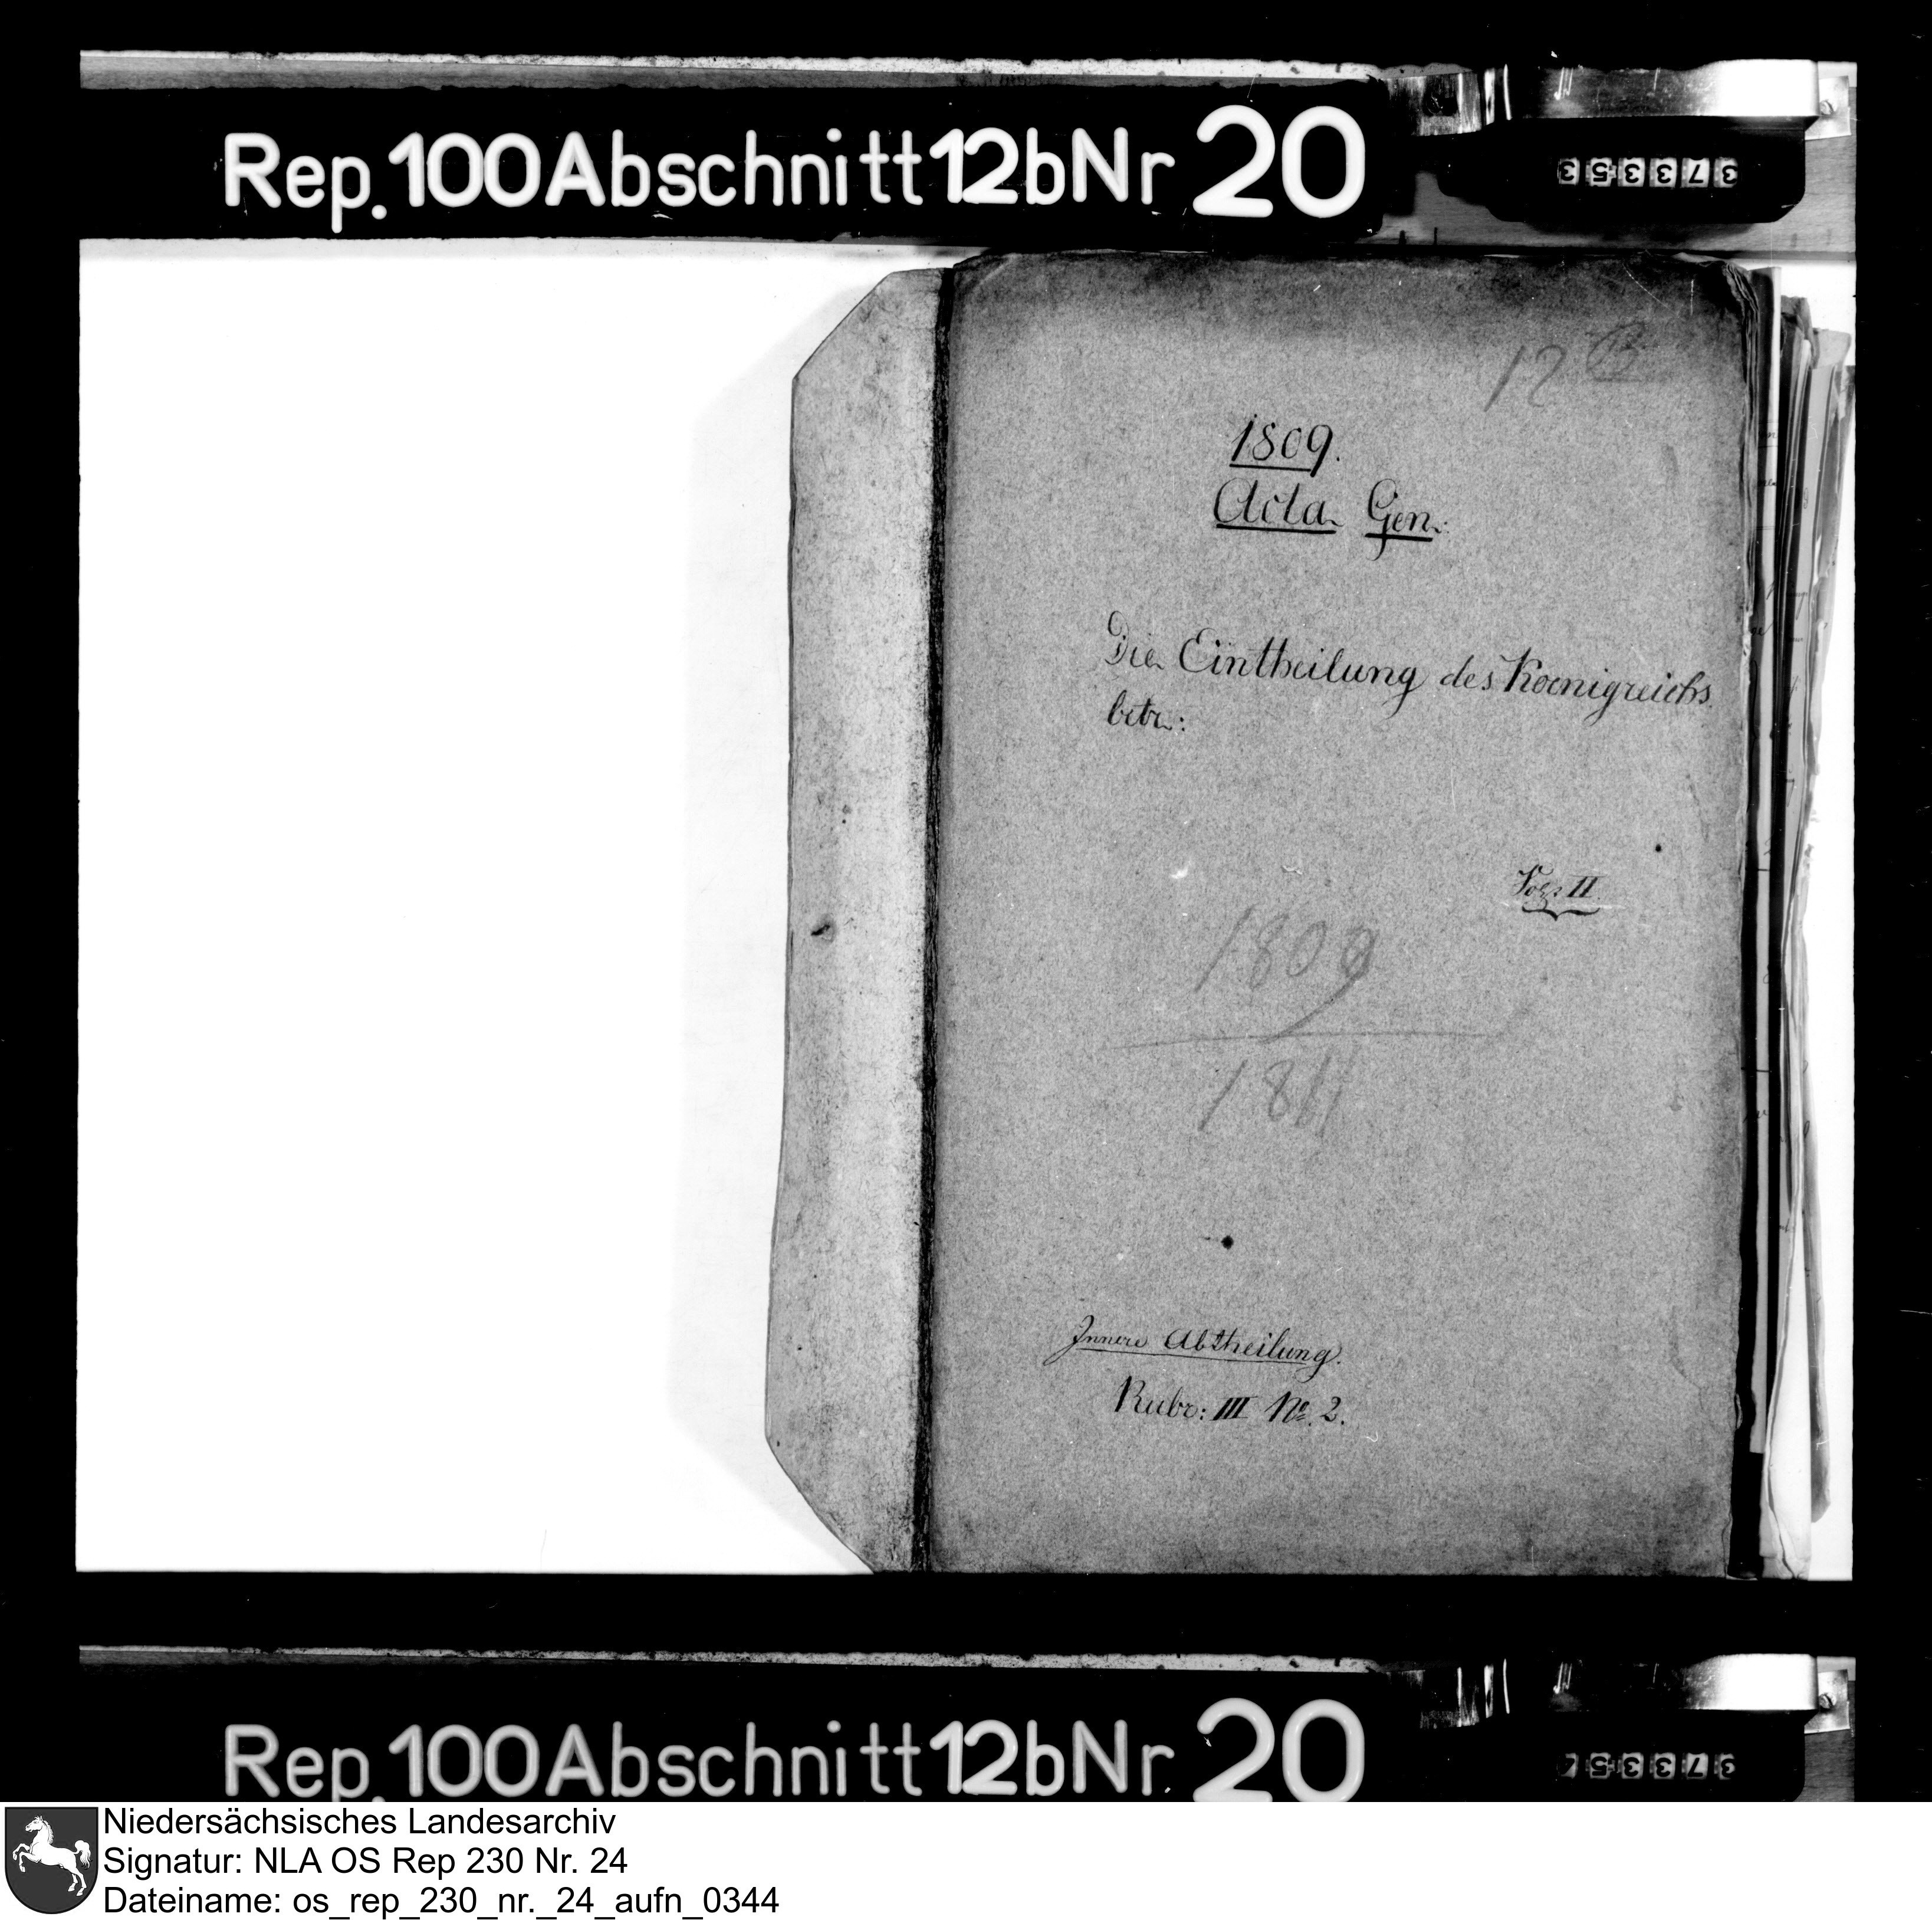 Rep. 100 Abschnitt 12b Nr 20
373353
12 B
1809.
Acta Gen:
Die Eintheilung des Koenigreichs
betr:
Vol: II
1809
1811
Innere Abtheilung.
Rubr: III No. 2.
Rep. 100 Abschnitt 12b Nr 20
Niedersächsisches Landesarchiv
Signatur: NLA OS Rep 230 Nr. 24
Dateiname: os_rep_230_nr._24_aufn_0344